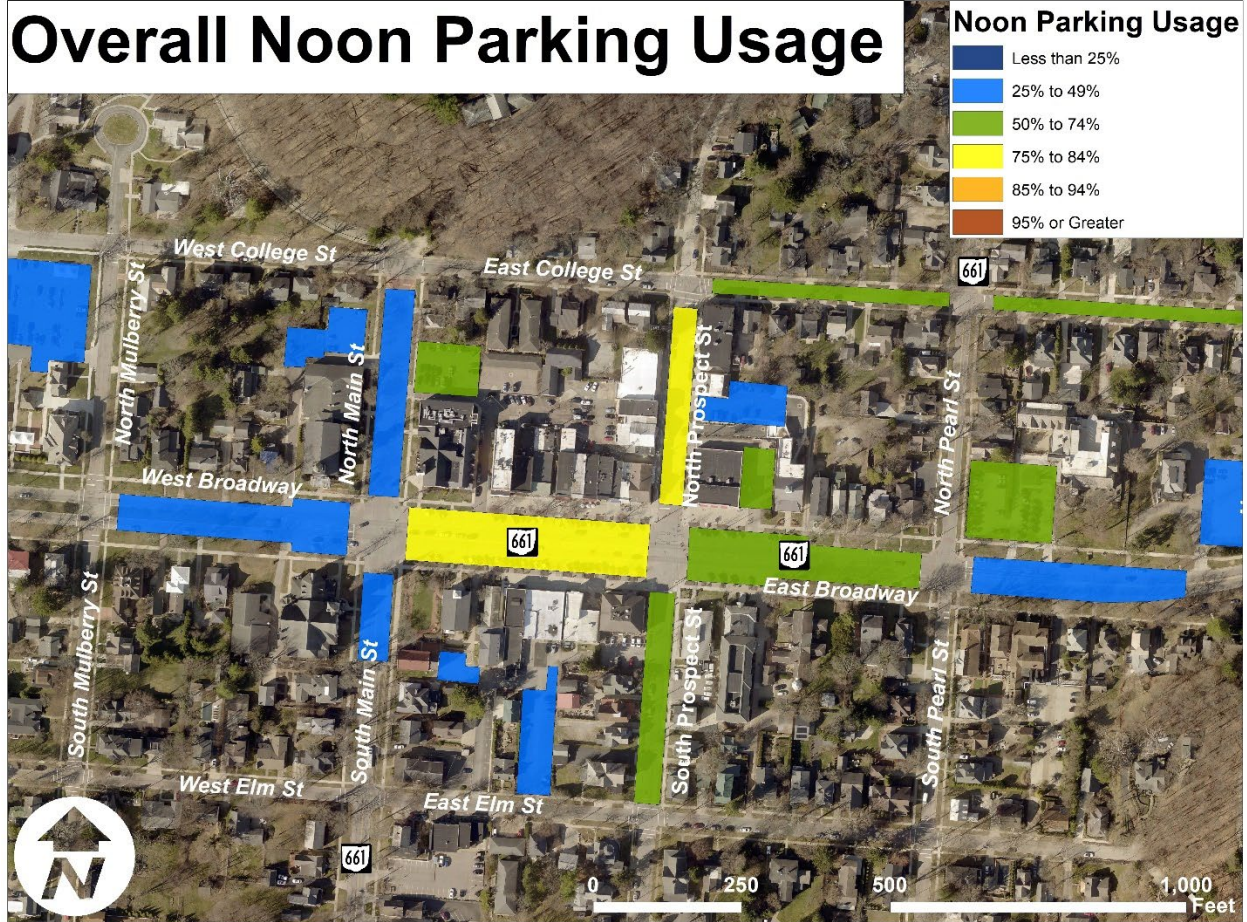 Overall Noon Parking Usage
Noon Parking Usage
Less than 25%
25% to 49%
50% to 74%
75% to 84%
85% to 94%
95% or Greater
West College St
East College St
661
North Mulberry St
North Main St
North Prospect St
North Pearl St
West Broadway
661
661
East Broadway
South Mulberry St
South Main St
South Prospect St
South Pearl St
West Elm St
East Elm St
661
N
0 250 500 1,000
Feet